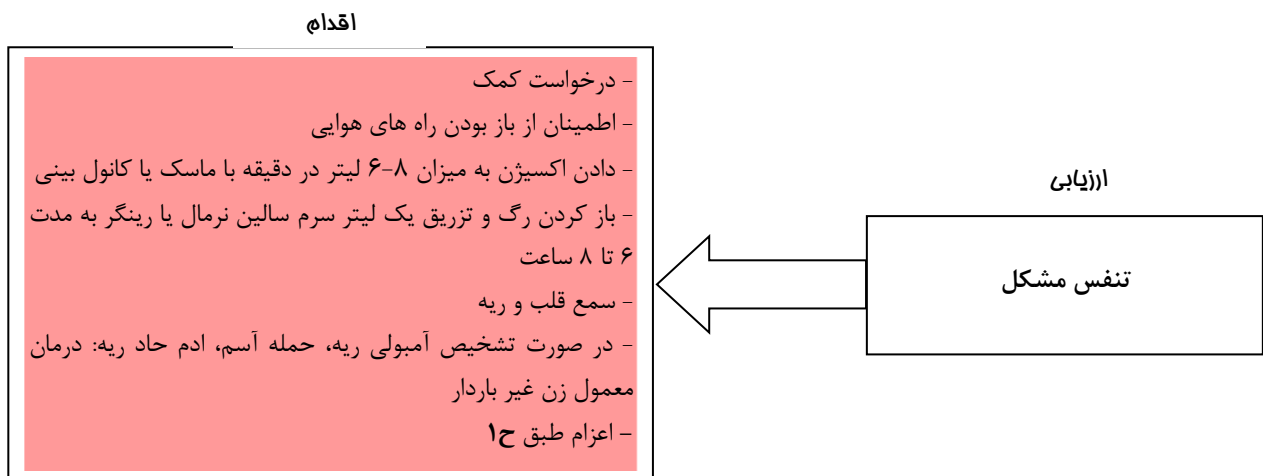 ارزیابی
تنفس مشکل
اقدام
- درخواست کمک
- اطمینان از باز بودن راه های هوایی
- دادن اکسیژن به میزان ۸-۶ لیتر در دقیقه با ماسک یا کانول بینی
- باز کردن رگ و تزریق یک لیتر سرم سالین نرمال یا رینگر به مدت
۶ تا ۸ ساعت
- سمع قلب و ریه
- در صورت تشخیص آمبولی ریه، حمله آسم، ادم حاد ریه: درمان
معمول زن غیر باردار
- اعزام طبق ح۱